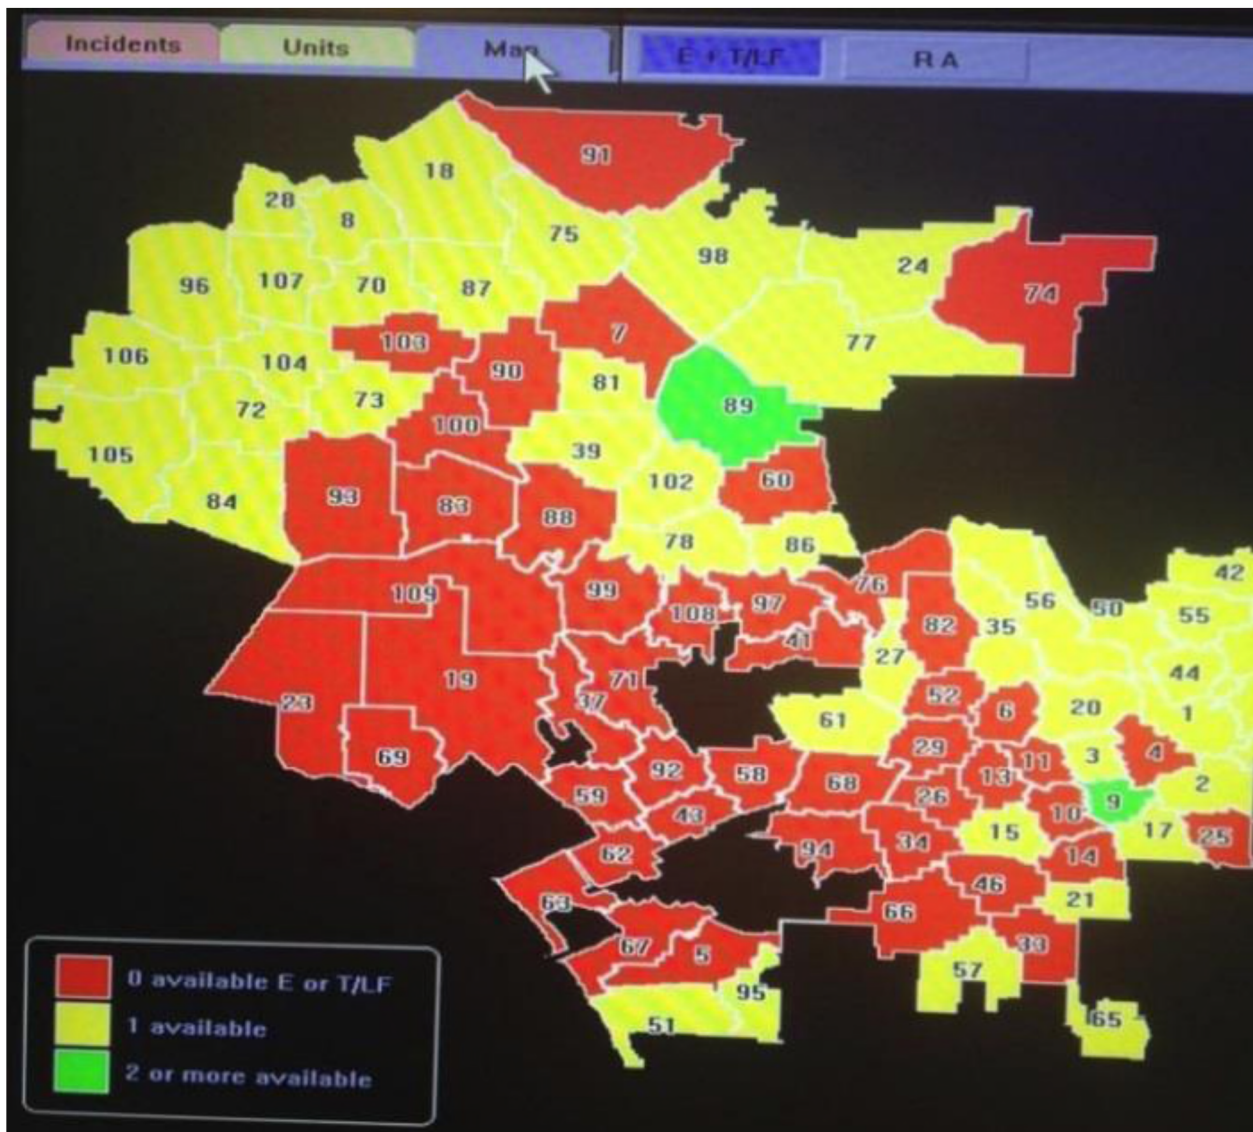 Incidents Units Map E + T/LF R A
91
18
28 8 75
98 24
96 107 70 87 74
7 77
106 103
104 90 81
72 73 89
100
105 39
84 93 83 88 102 60
78 86
109 99 108 97 76 56 50 42
82 35 55
41 27
19 71 44
23 37 52 6 20 1
61
69 92 58 29 11 3 4
59 68 13 2
43 26 10 9
15 17 25
62 94 34 14
46 21
63 66
67 5 33
95 57
51 65
0 available E or T/LF
1 available
2 or more available